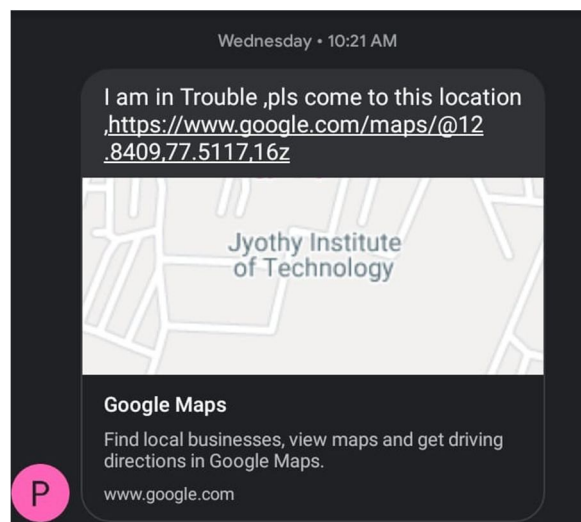 Wednesday • 10:21 AM
I am in Trouble ,pls come to this location
,https://www.google.com/maps/@12
.8409,77.5117,16z
Jyothy Institute
of Technology
Google Maps
Find local businesses, view maps and get driving
directions in Google Maps.
www.google.com
P